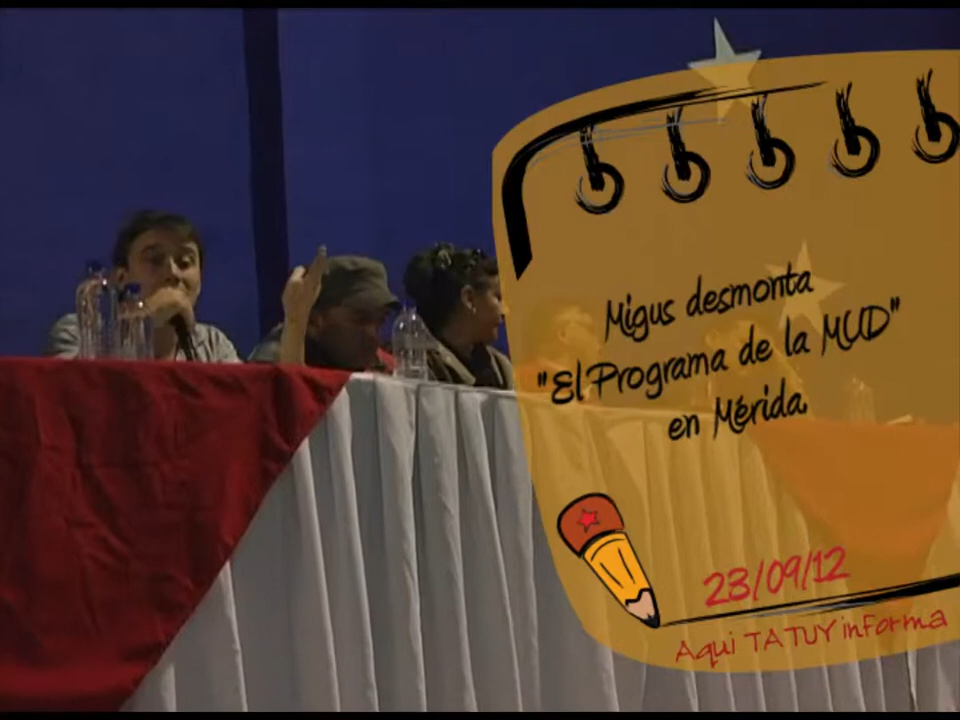 Migus desmonta
"El Programa de la MUD"
en Mérida
23/09/12
Aqui TATUY informa